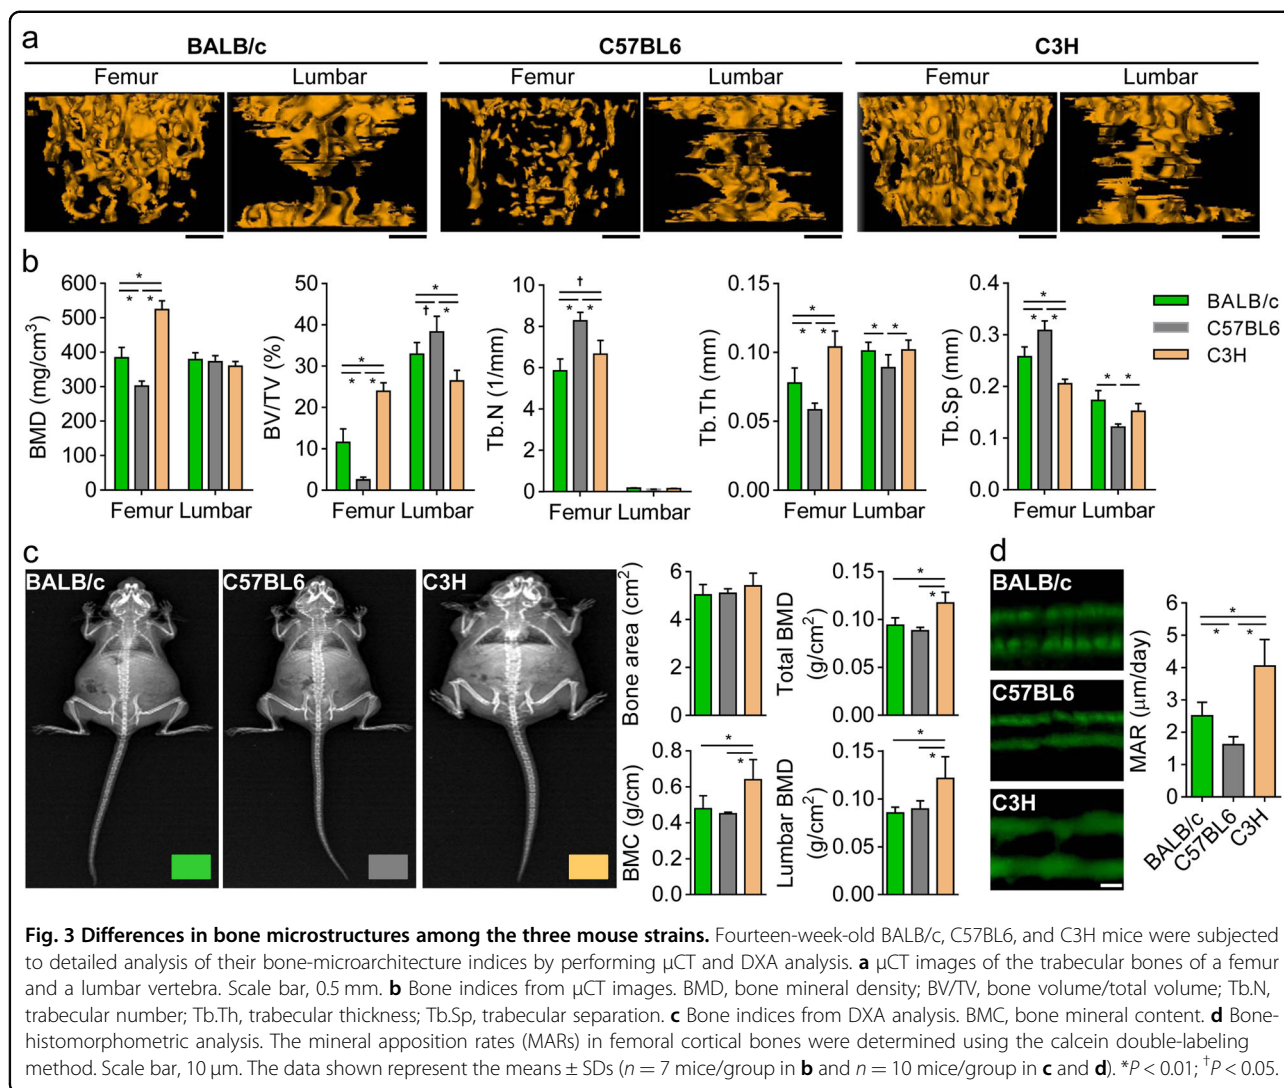 a
BALB/c
C57BL6
C3H
Femur Lumbar
Femur Lumbar
Femur Lumbar
b
BMD (mg/cm³)
600
500
400
300
200
100
0
* * *
Femur Lumbar
BV/TV (%)
50
40
30
20
10
0
* * *
* † *
Femur Lumbar
Tb.N (1/mm)
10
8
6
4
2
0
† * *
Femur Lumbar
Tb.Th (mm)
0.15
0.10
0.05
0.00
* * *
* *
Femur Lumbar
Tb.Sp (mm)
0.4
0.3
0.2
0.1
0.0
* * *
* *
Femur Lumbar
BALB/c
C57BL6
C3H
c
BALB/c
C57BL6
C3H
Bone area (cm²)
6
4
2
0
Total BMD
(g/cm²)
0.15
0.10
0.05
0.00
* *
BMC (g/cm)
0.8
0.6
0.4
0.2
0.0
* *
Lumbar BMD
(g/cm²)
0.15
0.10
0.05
0.00
* *
d
BALB/c
C57BL6
C3H
MAR (μm/day)
6
5
4
3
2
1
0
* * *
BALB/c
C57BL6
C3H
Fig. 3 Differences in bone microstructures among the three mouse strains. Fourteen-week-old BALB/c, C57BL6, and C3H mice were subjected
to detailed analysis of their bone-microarchitecture indices by performing μCT and DXA analysis. a μCT images of the trabecular bones of a femur
and a lumbar vertebra. Scale bar, 0.5 mm. b Bone indices from μCT images. BMD, bone mineral density; BV/TV, bone volume/total volume; Tb.N,
trabecular number; Tb.Th, trabecular thickness; Tb.Sp, trabecular separation. c Bone indices from DXA analysis. BMC, bone mineral content. d Bone-
histomorphometric analysis. The mineral apposition rates (MARs) in femoral cortical bones were determined using the calcein double-labeling
method. Scale bar, 10 μm. The data shown represent the means ± SDs (n = 7 mice/group in b and n = 10 mice/group in c and d). *P < 0.01; †P < 0.05.